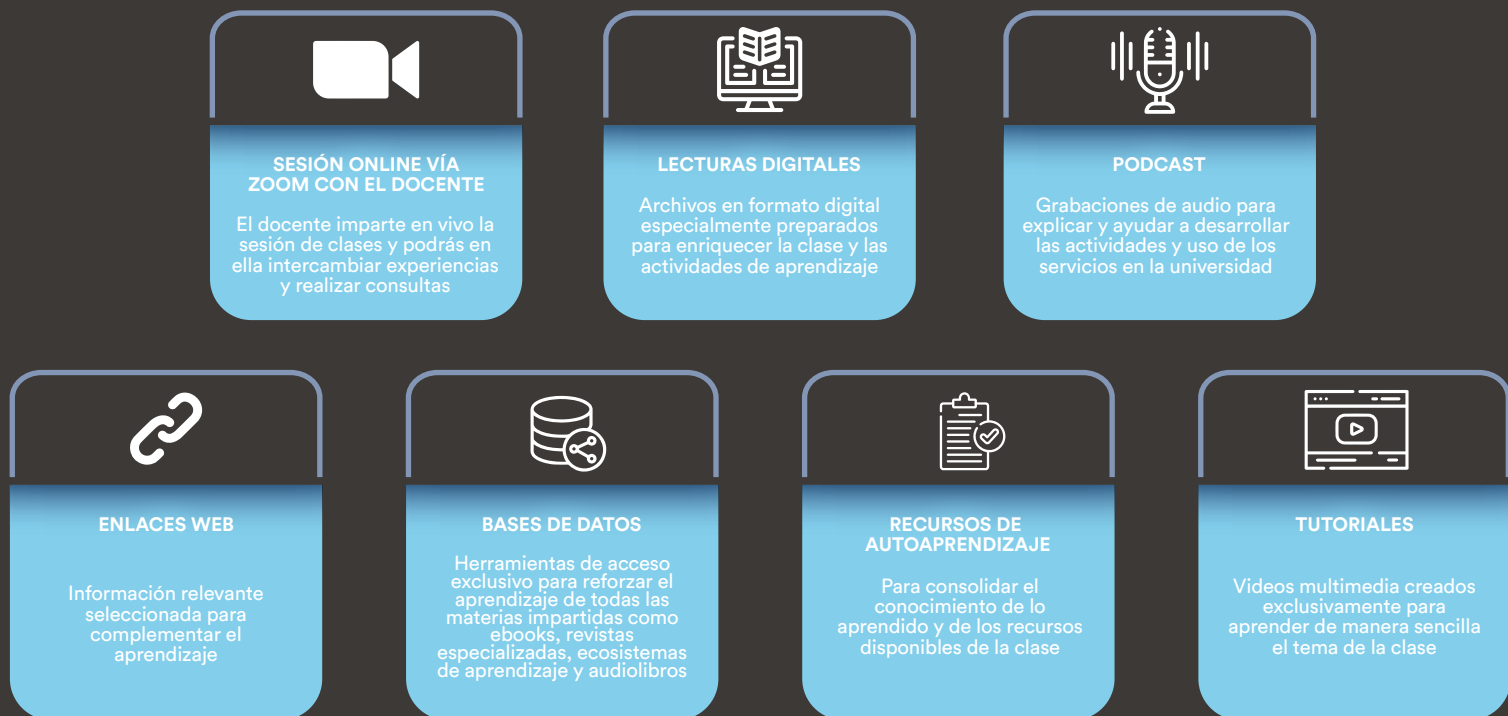 SESIÓN ONLINE VÍA
ZOOM CON EL DOCENTE
El docente imparte en vivo la
sesión de clases y podrás en
ella intercambiar experiencias
y realizar consultas
LECTURAS DIGITALES
Archivos en formato digital
especialmente preparados
para enriquecer la clase y las
actividades de aprendizaje
PODCAST
Grabaciones de audio para
explicar y ayudar a desarrollar
las actividades y uso de los
servicios en la universidad
ENLACES WEB
Información relevante
seleccionada para
complementar el
aprendizaje
BASES DE DATOS
Herramientas de acceso
exclusivo para reforzar el
aprendizaje de todas las
materias impartidas como
ebooks, revistas
especializadas, ecosistemas
de aprendizaje y audiolibros
RECURSOS DE
AUTOAPRENDIZAJE
Para consolidar el
conocimiento de lo
aprendido y de los recursos
disponibles de la clase
TUTORIALES
Videos multimedia creados
exclusivamente para
aprender de manera sencilla
el tema de la clase